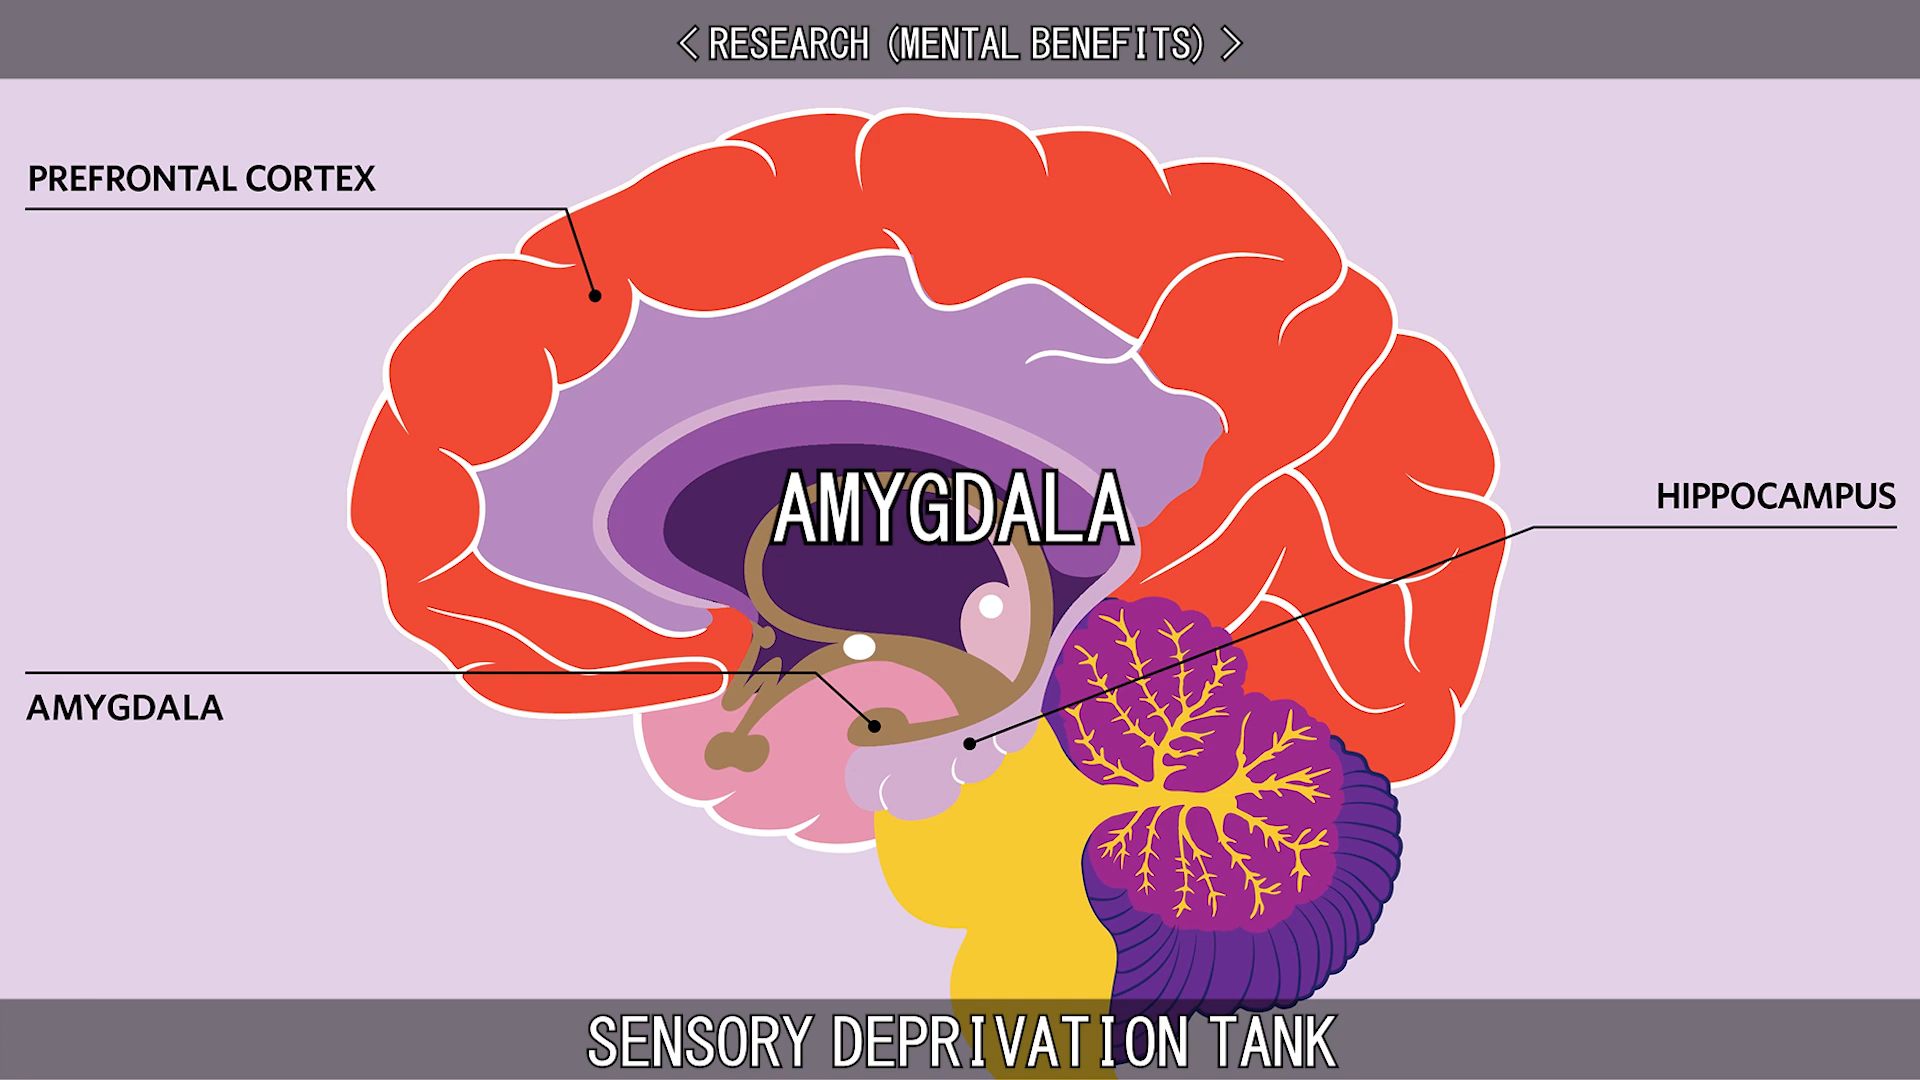 < RESEARCH (MENTAL BENEFITS) >
PREFRONTAL CORTEX
AMYGDALA
HIPPOCAMPUS
AMYGDALA
SENSORY DEPRIVATION TANK